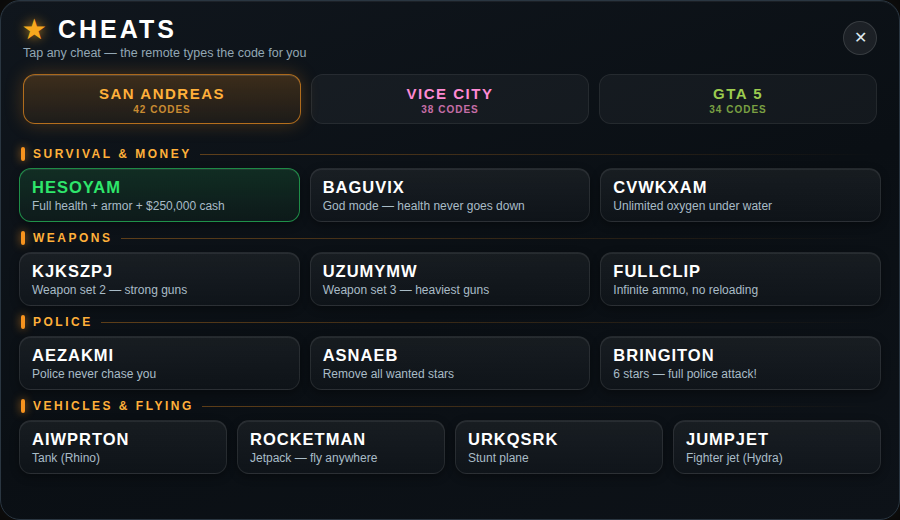 ★ CHEATS
✕
Tap any cheat — the remote types the code for you
SAN ANDREAS
42 CODES
VICE CITY
38 CODES
GTA 5
34 CODES
SURVIVAL & MONEY
HESOYAM
Full health + armor + $250,000 cash
BAGUVIX
God mode — health never goes down
CVWKXAM
Unlimited oxygen under water
WEAPONS
KJKSZPJ
Weapon set 2 — strong guns
UZUMYMW
Weapon set 3 — heaviest guns
FULLCLIP
Infinite ammo, no reloading
POLICE
AEZAKMI
Police never chase you
ASNAEB
Remove all wanted stars
BRINGITON
6 stars — full police attack!
VEHICLES & FLYING
AIWPRTON
Tank (Rhino)
ROCKETMAN
Jetpack — fly anywhere
URKQSRK
Stunt plane
JUMPJET
Fighter jet (Hydra)